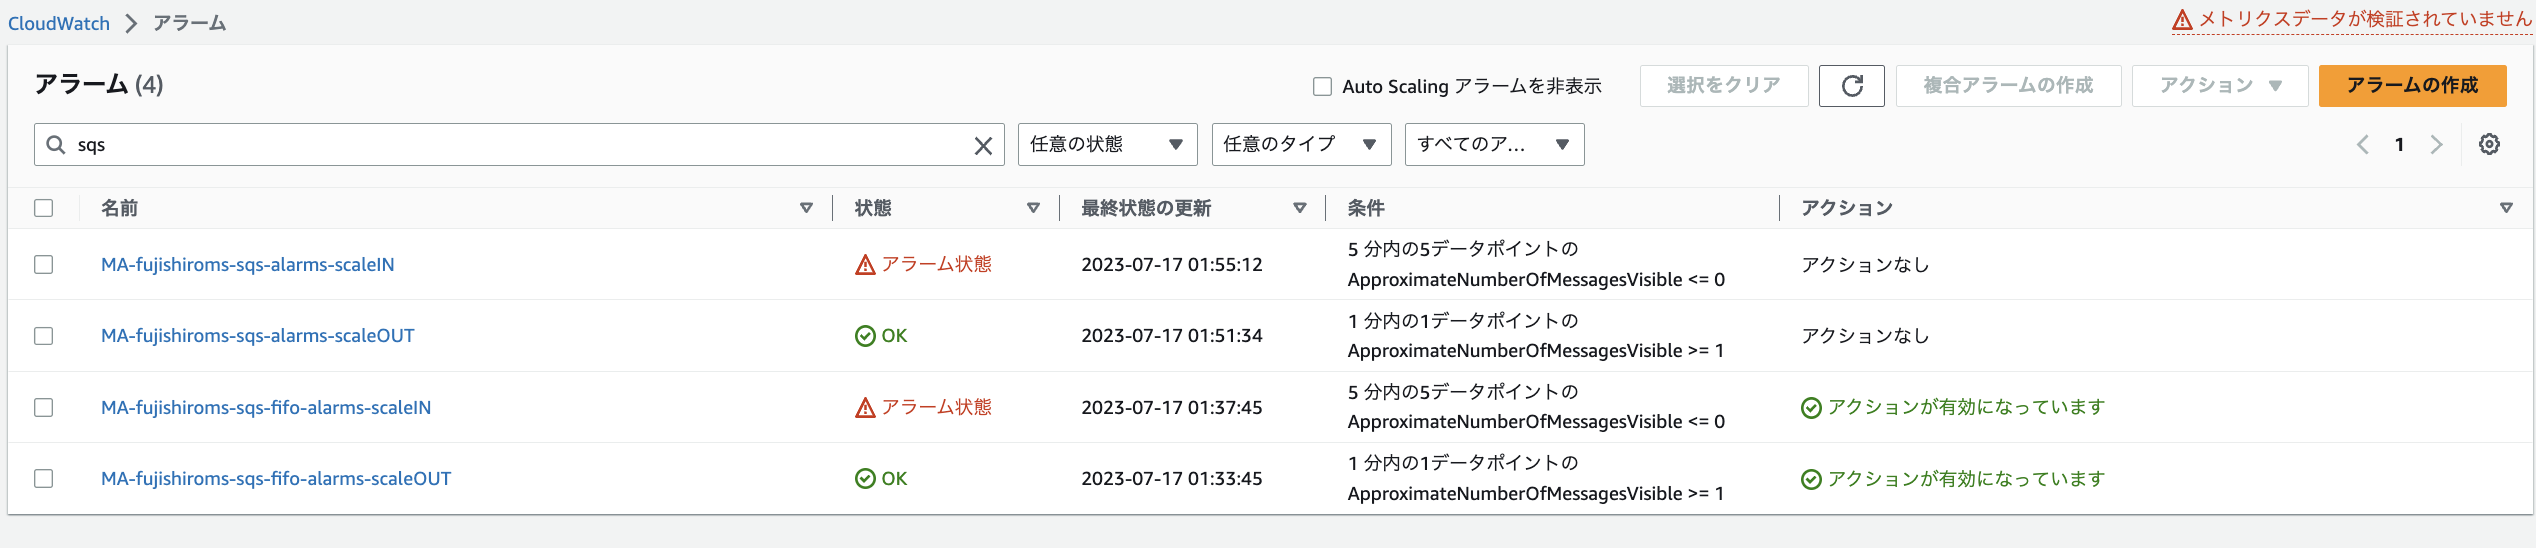 CloudWatch > アラーム
メトリクスデータが検証されていません
アラーム (4)
Auto Scaling アラームを非表示
選択をクリア
複合アラームの作成
アクション
アラームの作成
sqs
任意の状態
任意のタイプ
すべてのア...
1
名前 状態 最終状態の更新 条件 アクション
MA-fujishiroms-sqs-alarms-scaleIN アラーム状態 2023-07-17 01:55:12 5 分内の5データポイントの
ApproximateNumberOfMessagesVisible <= 0 アクションなし
MA-fujishiroms-sqs-alarms-scaleOUT OK 2023-07-17 01:51:34 1 分内の1データポイントの
ApproximateNumberOfMessagesVisible >= 1 アクションなし
MA-fujishiroms-sqs-fifo-alarms-scaleIN アラーム状態 2023-07-17 01:37:45 5 分内の5データポイントの
ApproximateNumberOfMessagesVisible <= 0 アクションが有効になっています
MA-fujishiroms-sqs-fifo-alarms-scaleOUT OK 2023-07-17 01:33:45 1 分内の1データポイントの
ApproximateNumberOfMessagesVisible >= 1 アクションが有効になっています